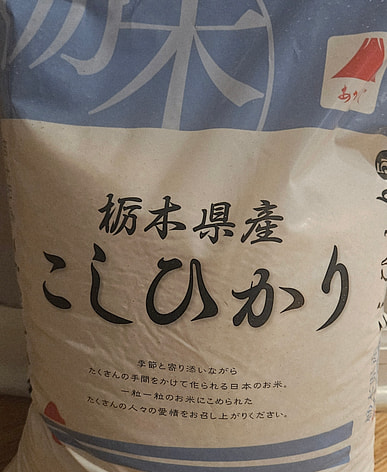 栃木
栃木県産
こしひかり
季節と寄り添いながら
たくさんの手間をかけて作られる日本のお米。
一粒一粒のお米にこめられた
たくさんの人々の愛情をお召し上がりください。